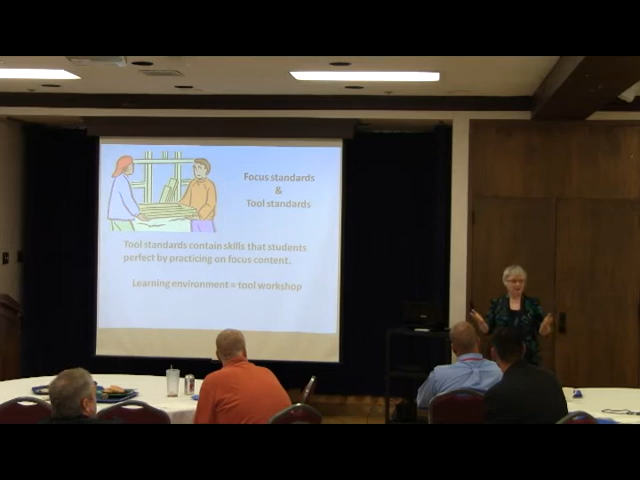 Focus standards
&
Tool standards
Tool standards contain skills that students
perfect by practicing on focus content.
Learning environment = tool workshop